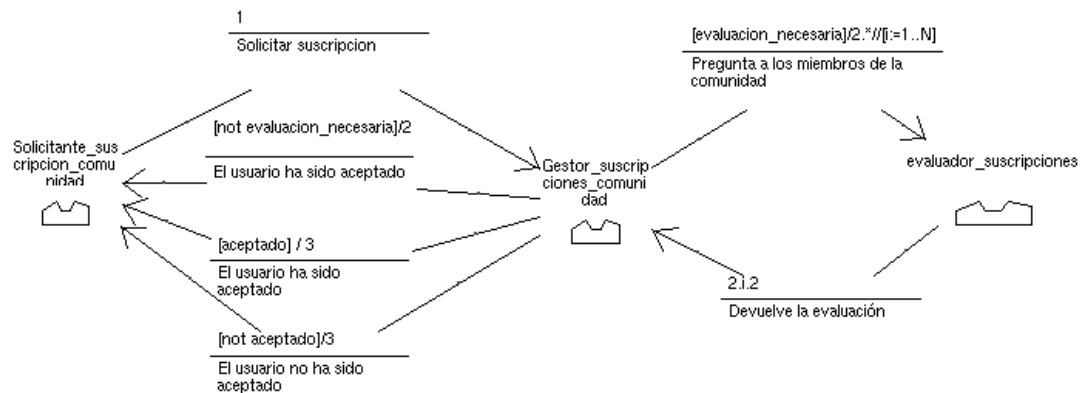 1
Solicitar suscripcion
[evaluacion_necesaria]/2.*//[i:=1..N]
Pregunta a los miembros de la
comunidad
[not evaluacion_necesaria]/2
El usuario ha sido aceptado
Solicitante_sus
cripcion_comu
nidad
Gestor_suscrip
ciones_comuni
dad
evaluador_suscripciones
[aceptado] / 3
El usuario ha sido
aceptado
2.i.2
Devuelve la evaluación
[not aceptado]/3
El usuario no ha sido
aceptado